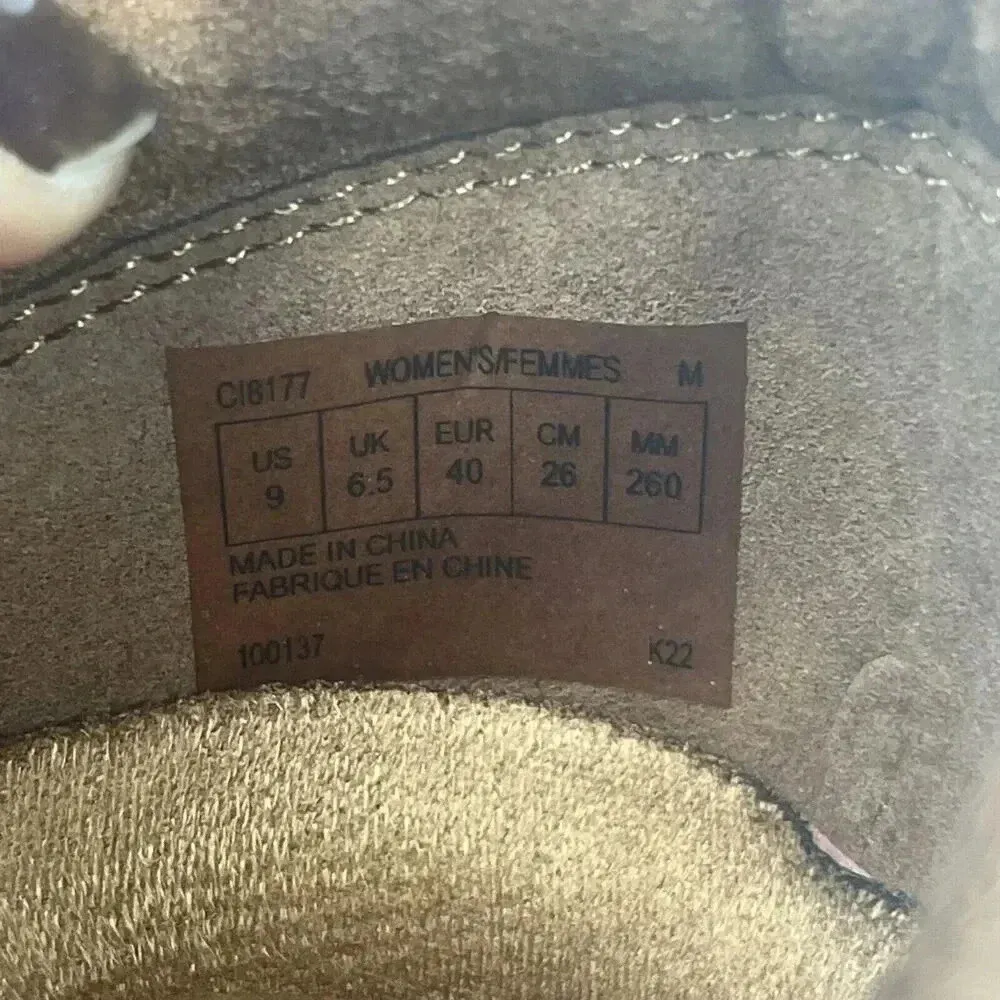 CI8177 WOMEN'S/FEMMES M
US UK EUR CM MM
9 6.5 40 26 260
MADE IN CHINA
FABRIQUE EN CHINE
100137 K22